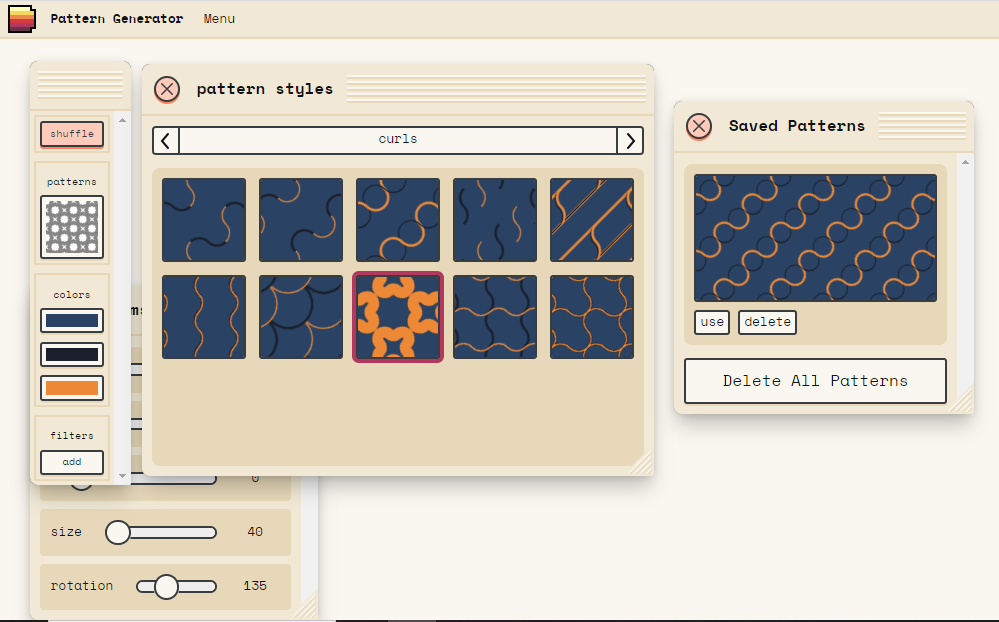 Pattern Generator Menu
shuffle
patterns
colors
filters
add
pattern styles
curls
Saved Patterns
use delete
Delete All Patterns
0
size 40
rotation 135